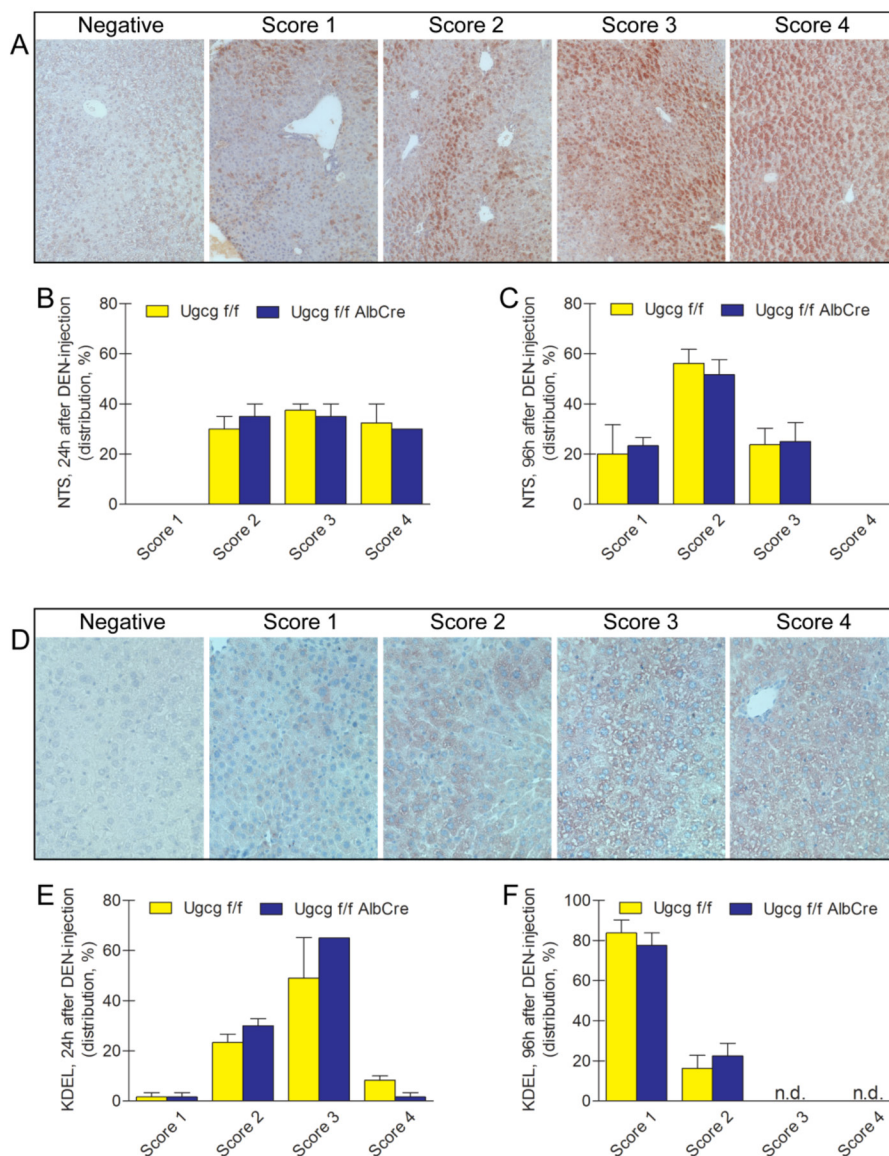 A
Negative
Score 1
Score 2
Score 3
Score 4
B
Ugcg f/f
Ugcg f/f AlbCre
NTS, 24h after DEN-injection
(distribution, %)
80
60
40
20
0
Score 1
Score 2
Score 3
Score 4
C
Ugcg f/f
Ugcg f/f AlbCre
NTS, 96h after DEN-injection
(distribution, %)
80
60
40
20
0
Score 1
Score 2
Score 3
Score 4
D
Negative
Score 1
Score 2
Score 3
Score 4
E
Ugcg f/f
Ugcg f/f AlbCre
KDEL, 24h after DEN-injection
(distribution, %)
80
60
40
20
0
Score 1
Score 2
Score 3
Score 4
F
Ugcg f/f
Ugcg f/f AlbCre
KDEL, 96h after DEN-injection
(distribution, %)
100
80
60
40
20
0
n.d.
n.d.
Score 1
Score 2
Score 3
Score 4